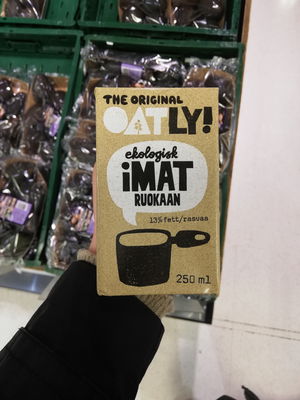 THE ORIGINAL
OATLY!
ekologisk
iMAT
RUOKAAN
13% fett/rasvaa
250 ml